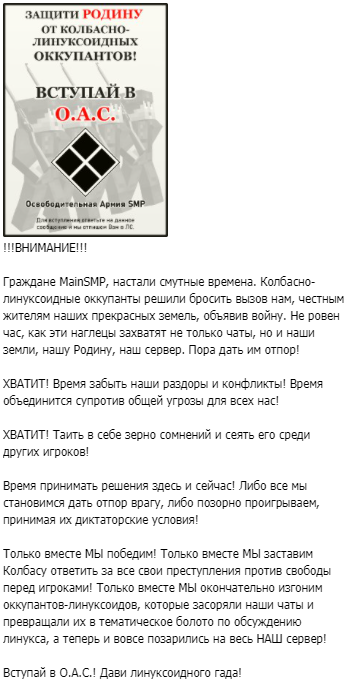 ЗАЩИТИ РОДИНУ
ОТ КОЛБАСНО-
ЛИНУКСОИДНЫХ
ОККУПАНТОВ!
ВСТУПАЙ В
О.А.С.
Освободительная Армия SMP
Для вступления ответьте на данное
сообщение и мы отпишем Вам в ЛС.
!!!ВНИМАНИЕ!!!
Граждане MainSMP, настали смутные времена. Колбасно-
линуксоидные оккупанты решили бросить вызов нам, честным
жителям наших прекрасных земель, объявив войну. Не ровен
час, как эти наглецы захватят не только чаты, но и наши
земли, нашу Родину, наш сервер. Пора дать им отпор!
ХВАТИТ! Время забыть наши раздоры и конфликты! Время
объединится супротив общей угрозы для всех нас!
ХВАТИТ! Таить в себе зерно сомнений и сеять его среди
других игроков!
Время принимать решения здесь и сейчас! Либо все мы
становимся дать отпор врагу, либо позорно проигрываем,
принимая их диктаторские условия!
Только вместе МЫ победим! Только вместе МЫ заставим
Колбасу ответить за все свои преступления против свободы
перед игроками! Только вместе МЫ окончательно изгоним
оккупантов-линуксоидов, которые засоряли наши чаты и
превращали их в тематическое болото по обсуждению
линукса, а теперь и вовсе позарились на весь НАШ сервер!
Вступай в О.А.С.! Дави линуксоидного гада!